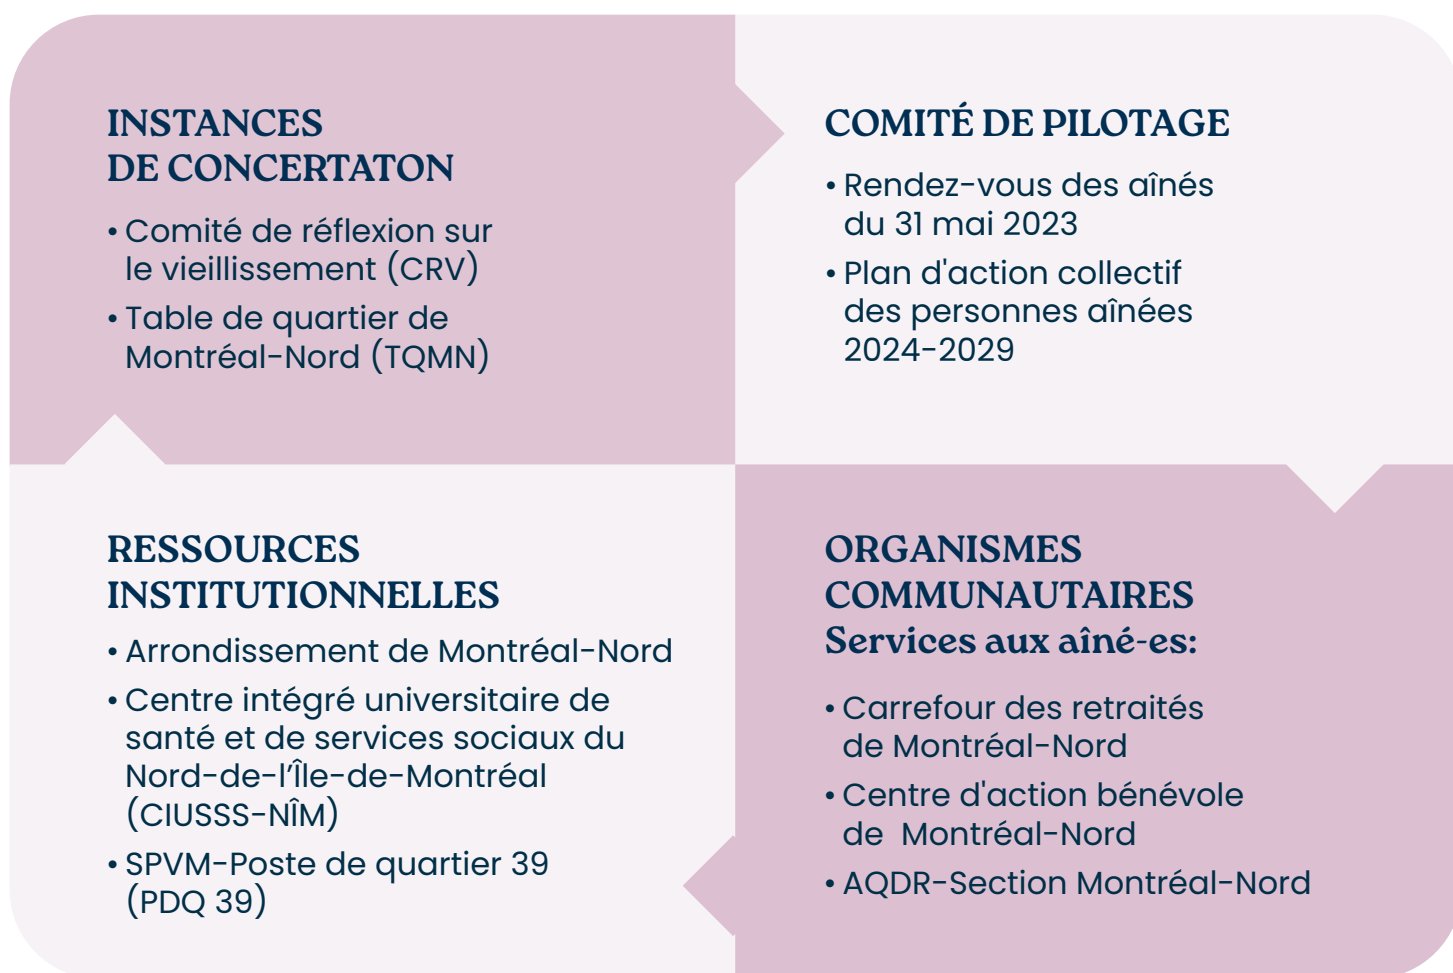 INSTANCES
DE CONCERTATON
• Comité de réflexion sur
le vieillissement (CRV)
• Table de quartier de
Montréal-Nord (TQMN)
COMITÉ DE PILOTAGE
• Rendez-vous des aînés
du 31 mai 2023
• Plan d'action collectif
des personnes aînées
2024-2029
RESSOURCES
INSTITUTIONNELLES
• Arrondissement de Montréal-Nord
• Centre intégré universitaire de
santé et de services sociaux du
Nord-de-l’Île-de-Montréal
(CIUSSS-NÎM)
• SPVM-Poste de quartier 39
(PDQ 39)
ORGANISMES
COMMUNAUTAIRES
Services aux aîné-es:
• Carrefour des retraités
de Montréal-Nord
• Centre d'action bénévole
de  Montréal-Nord
• AQDR-Section Montréal-Nord